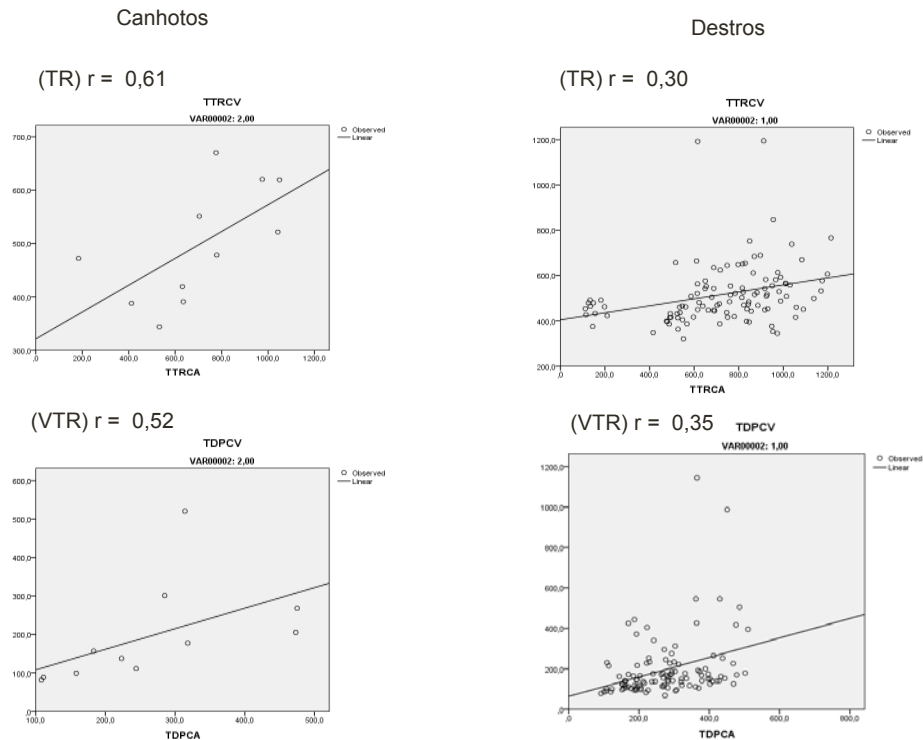 Canhotos
Destros
(TR) r = 0,61
TTRCV
VAR00002: 2,00
Observed
Linear
700,0
600,0
500,0
400,0
300,0
,0 200,0 400,0 600,0 800,0 1000,0 1200,0
TTRCA
(TR) r = 0,30
TTRCV
VAR00002: 1,00
Observed
Linear
1200,0
1000,0
800,0
600,0
400,0
200,0
,0 200,0 400,0 600,0 800,0 1000,0 1200,0
TTRCA
(VTR) r = 0,52
TDPCV
VAR00002: 2,00
Observed
Linear
600,0
500,0
400,0
300,0
200,0
100,0
,0
100,0 200,0 300,0 400,0 500,0
TDPCA
(VTR) r = 0,35
TDPCV
VAR00002: 1,00
Observed
Linear
1200,0
1000,0
800,0
600,0
400,0
200,0
,0
,0 200,0 400,0 600,0 800,0
TDPCA